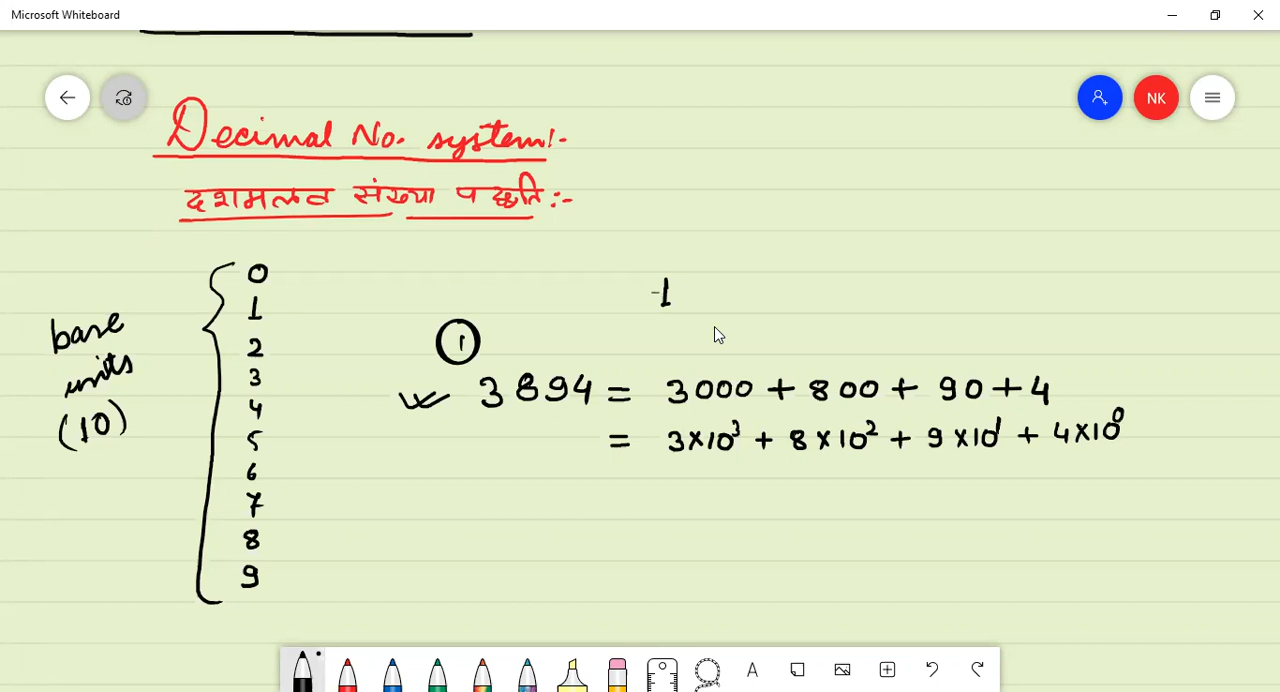 Microsoft Whiteboard
NK
Decimal No. system:-
दशमलव संख्या पद्धति:-
base
units
(10)
0
1
2
3
4
5
6
7
8
9
-1
1
3894 = 3000 + 800 + 90 + 4
= 3×10³ + 8×10² + 9×10¹ + 4×10⁰
A